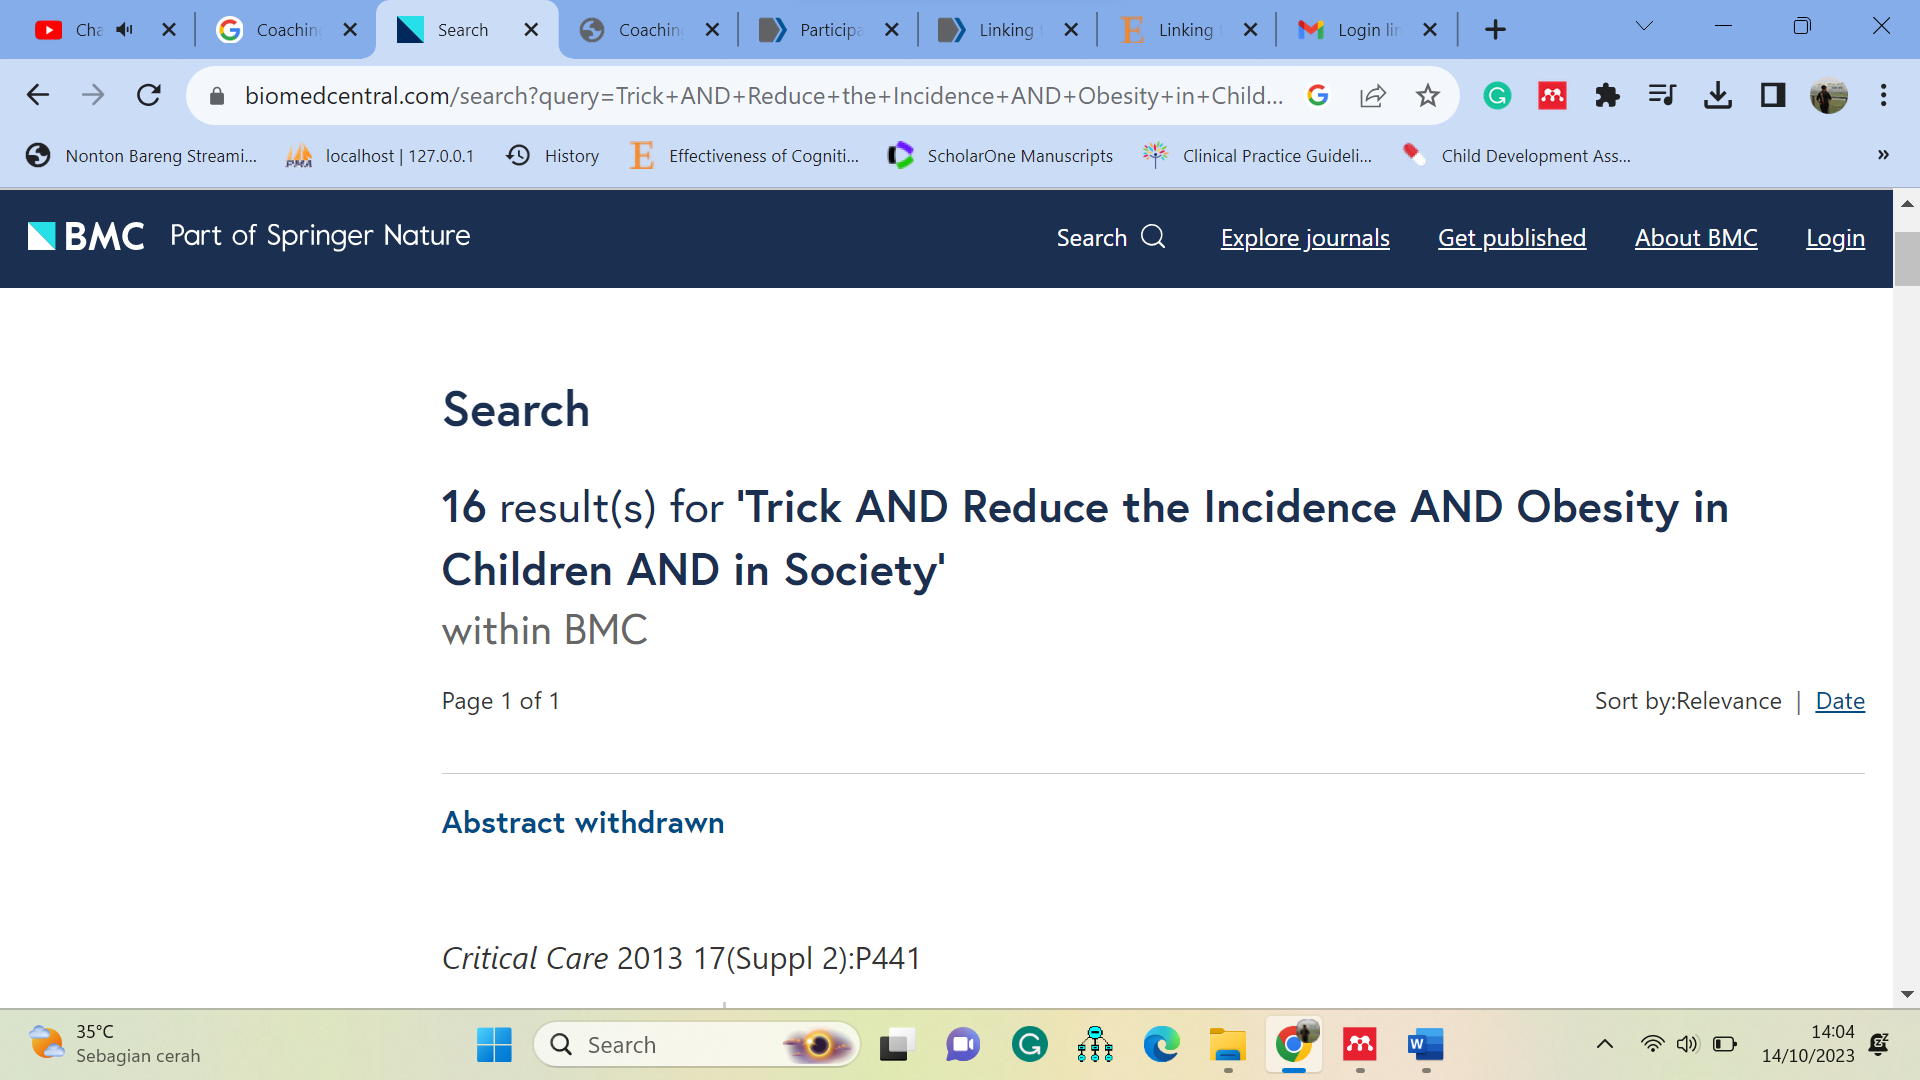 Cha
Coaching
Search
Coaching
Participa
Linking
Linking
Login lin
biomedcentral.com/search?query=Trick+AND+Reduce+the+Incidence+AND+Obesity+in+Child...
Nonton Bareng Streami...
localhost | 127.0.0.1
History
Effectiveness of Cogniti...
ScholarOne Manuscripts
Clinical Practice Guideli...
Child Development Ass...
»
BMC Part of Springer Nature
Search
Explore journals
Get published
About BMC
Login
Search
16 result(s) for 'Trick AND Reduce the Incidence AND Obesity in
Children AND in Society'
within BMC
Page 1 of 1
Sort by:Relevance | Date
Abstract withdrawn
Critical Care 2013 17(Suppl 2):P441
35°C
Sebagian cerah
Search
14:04
14/10/2023